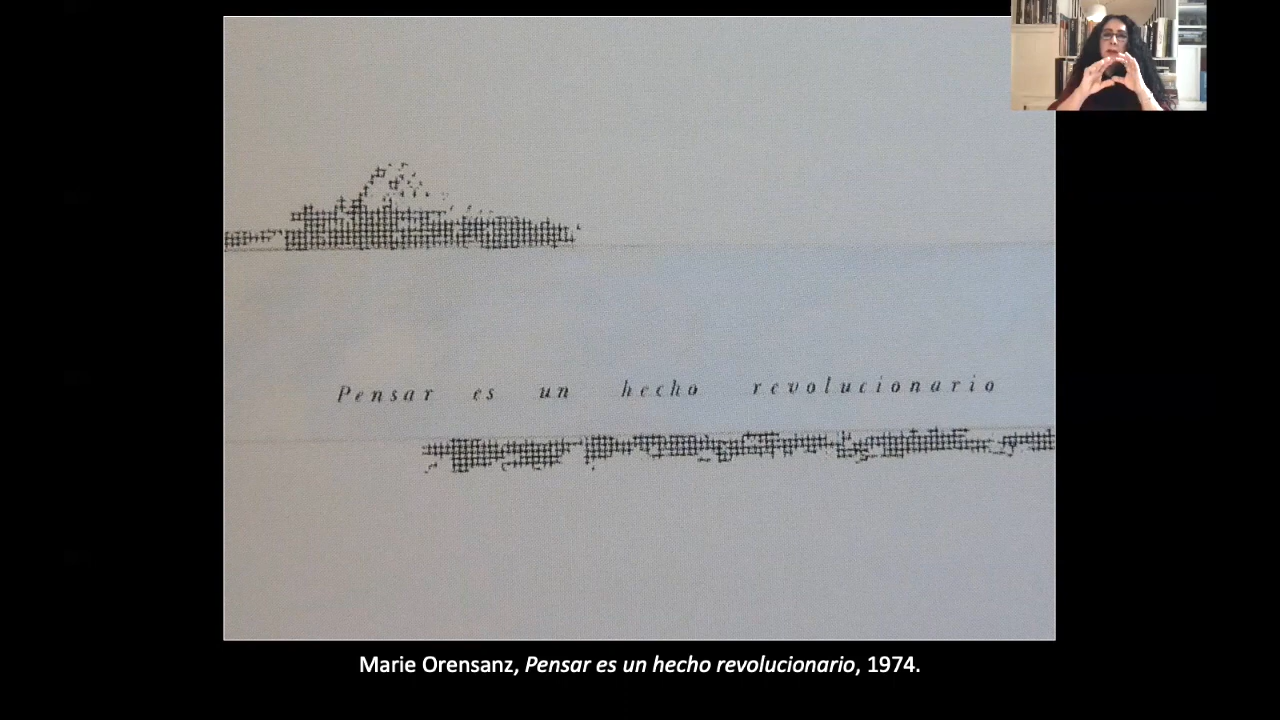 Pensar es un hecho revolucionario
Marie Orensanz, Pensar es un hecho revolucionario, 1974.